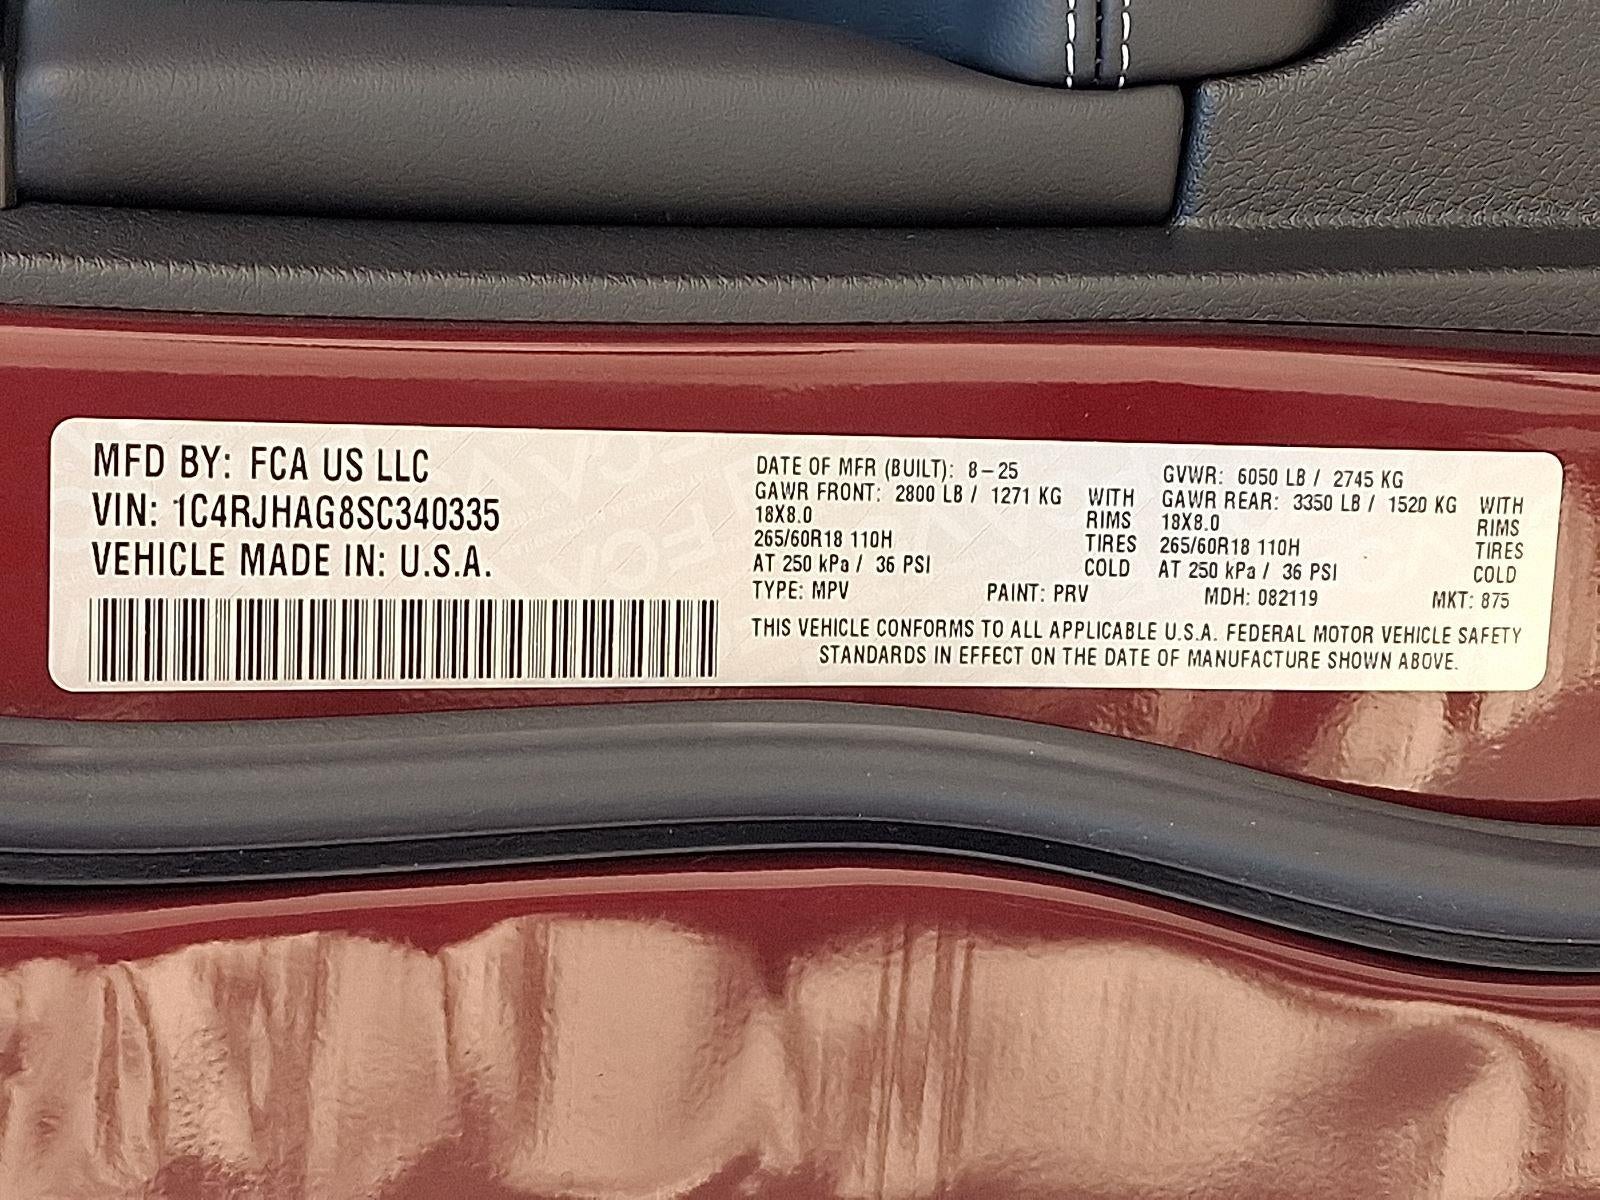 MFD BY: FCA US LLC
VIN: 1C4RJHAG8SC340335
VEHICLE MADE IN: U.S.A.
DATE OF MFR (BUILT): 8-25 GVWR: 6050 LB / 2745 KG
GAWR FRONT: 2800 LB / 1271 KG WITH GAWR REAR: 3350 LB / 1520 KG WITH
18X8.0 RIMS 18X8.0 RIMS
265/60R18 110H TIRES 265/60R18 110H TIRES
AT 250 kPa / 36 PSI COLD AT 250 kPa / 36 PSI COLD
TYPE: MPV PAINT: PRV MDH: 082119 MKT: 875
THIS VEHICLE CONFORMS TO ALL APPLICABLE U.S.A. FEDERAL MOTOR VEHICLE SAFETY
STANDARDS IN EFFECT ON THE DATE OF MANUFACTURE SHOWN ABOVE.